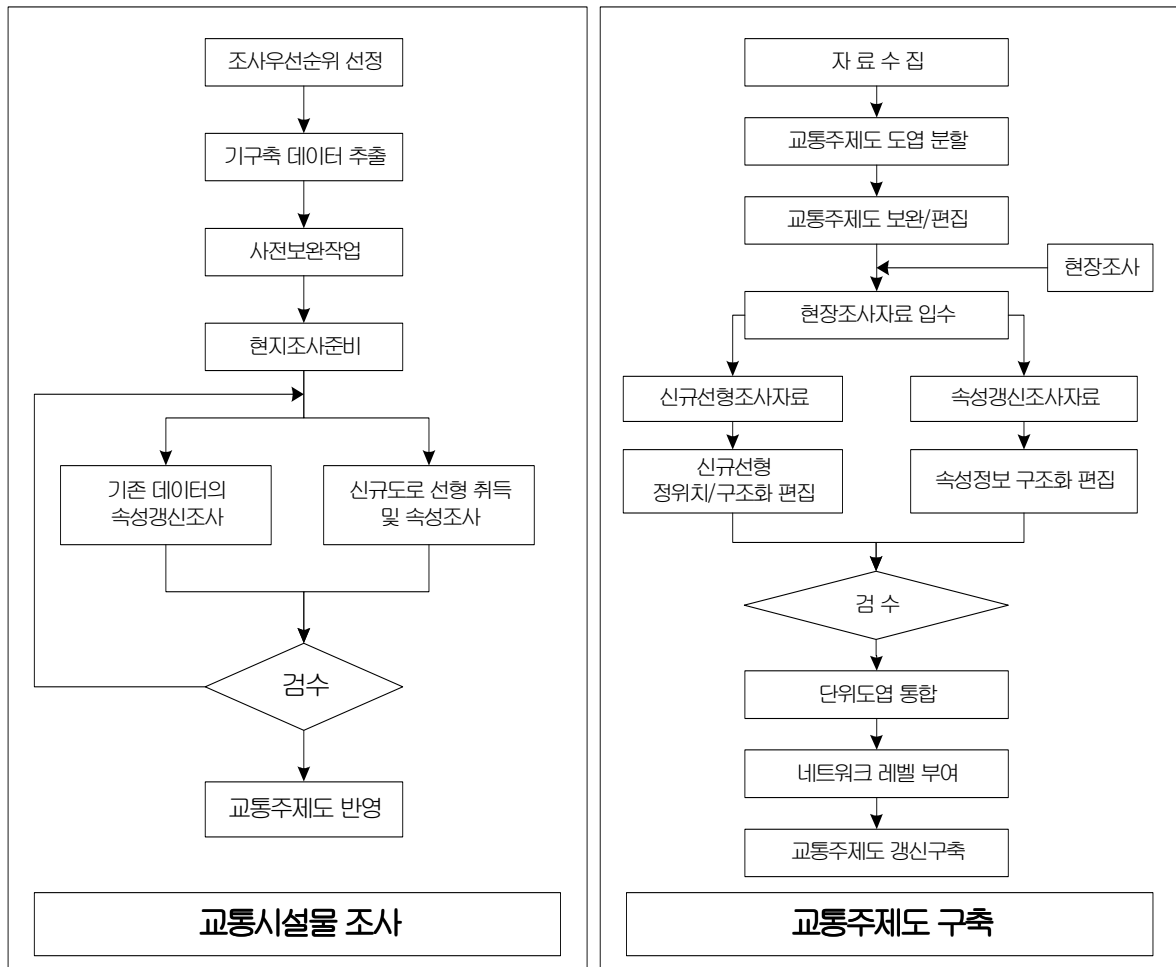 조사우선순위 선정
기구축 데이터 추출
사전보완작업
현지조사준비
기존 데이터의
속성갱신조사
신규도로 선형 취득
및 속성조사
검수
교통주제도 반영
교통시설물 조사
자 료 수 집
교통주제도 도엽 분할
교통주제도 보완/편집
현장조사
현장조사자료 입수
신규선형조사자료
속성갱신조사자료
신규선형
정위치/구조화 편집
속성정보 구조화 편집
검 수
단위도엽 통합
네트워크 레벨 부여
교통주제도 갱신구축
교통주제도 구축